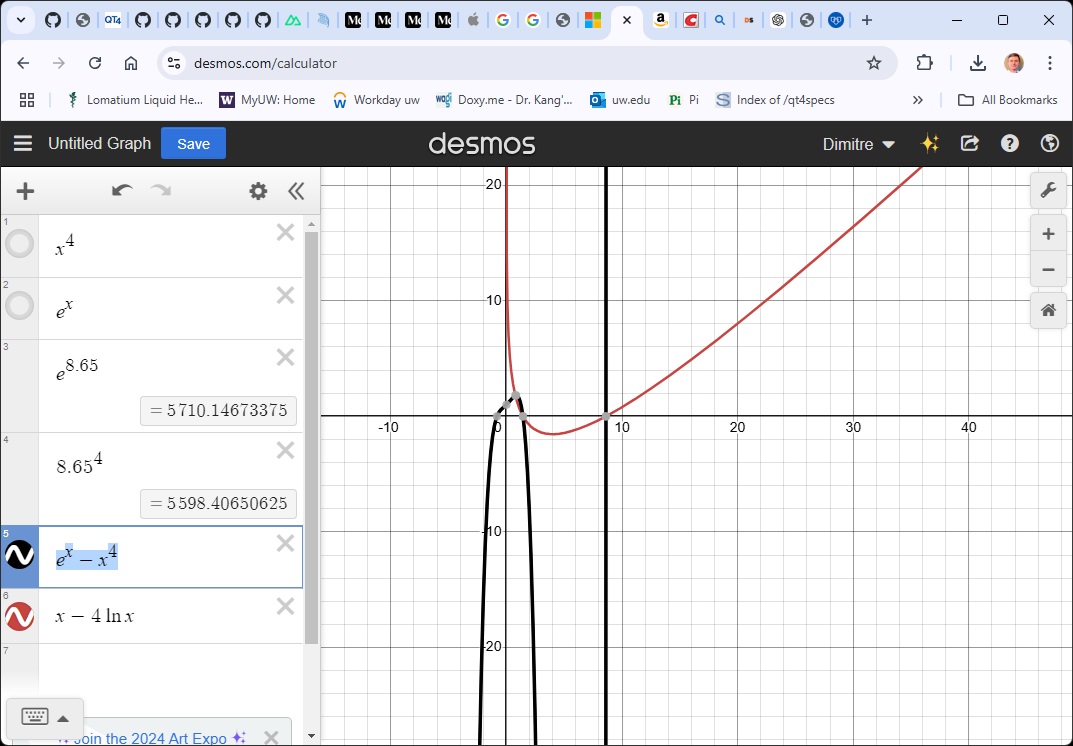 QT4
desmos.com/calculator
Lomatium Liquid He...
MyUW: Home
Workday uw
Doxy.me - Dr. Kang'...
uw.edu
Pi
Index of /qt4specs
»
All Bookmarks
Untitled Graph
Save
desmos
Dimitre
1
x^4
2
e^x
3
e^8.65
= 5710.14673375
4
8.65^4
= 5598.40650625
5
e^x − x^4
6
x − 4 ln x
7
Join the 2024 Art Expo
20
10
-10
0
10
20
30
40
-10
-20